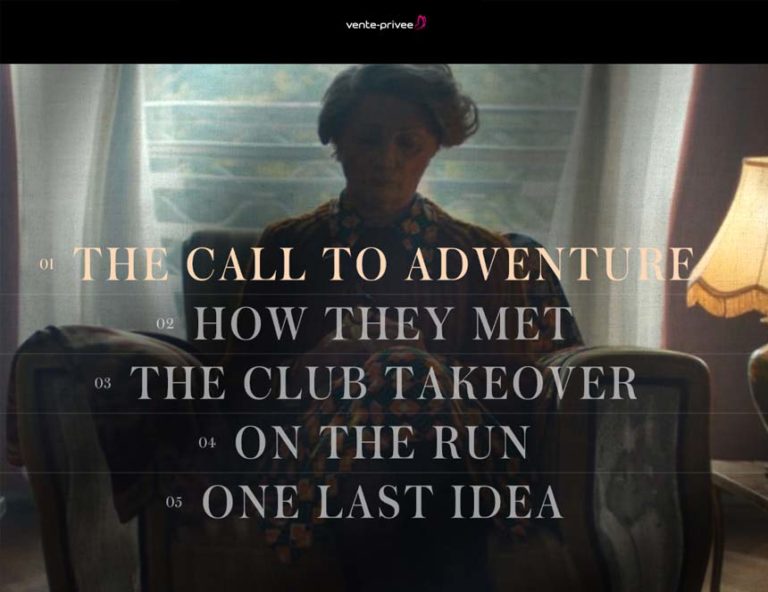 vente-privee
01 THE CALL TO ADVENTURE
02 HOW THEY MET
03 THE CLUB TAKEOVER
04 ON THE RUN
05 ONE LAST IDEA